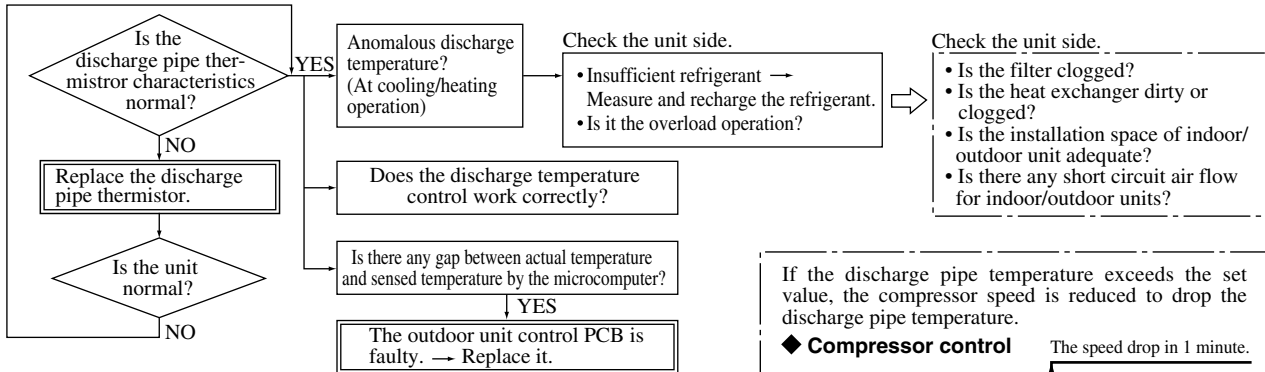 Is the
discharge pipe ther-
mistror characteristics
normal?
YES
NO
Replace the discharge
pipe thermistor.
Is the unit
normal?
NO
Anomalous discharge
temperature?
(At cooling/heating
operation)
Check the unit side.
• Insufficient refrigerant →
Measure and recharge the refrigerant.
• Is it the overload operation?
Check the unit side.
• Is the filter clogged?
• Is the heat exchanger dirty or
clogged?
• Is the installation space of indoor/
outdoor unit adequate?
• Is there any short circuit air flow
for indoor/outdoor units?
Does the discharge temperature
control work correctly?
Is there any gap between actual temperature
and sensed temperature by the microcomputer?
YES
The outdoor unit control PCB is
faulty. → Replace it.
If the discharge pipe temperature exceeds the set
value, the compressor speed is reduced to drop the
discharge pipe temperature.
◆ Compressor control
The speed drop in 1 minute.